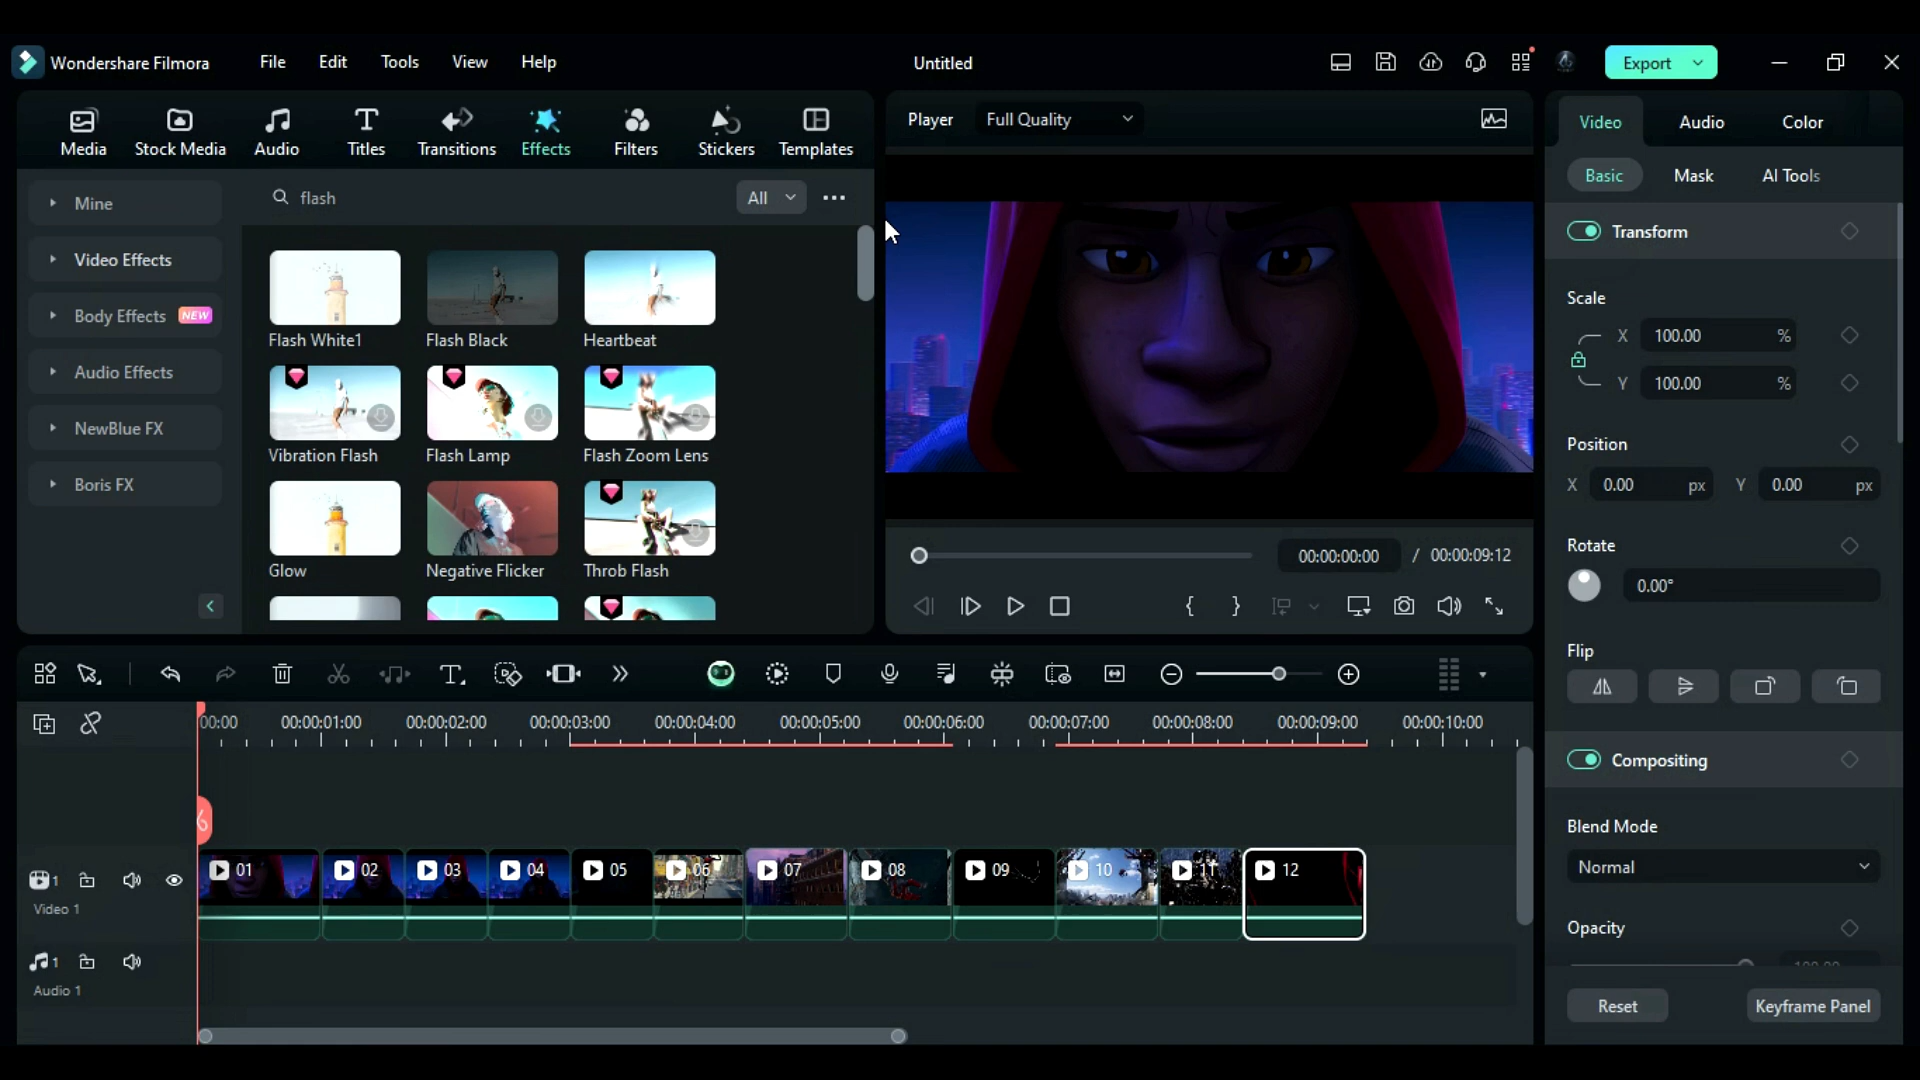 Wondershare Filmora
File Edit Tools View Help
Untitled
Export
Media Stock Media Audio Titles Transitions Effects Filters Stickers Templates
Mine
Video Effects
Body Effects NEW
Audio Effects
NewBlue FX
Boris FX
flash
All
Flash White1 Flash Black Heartbeat
Vibration Flash Flash Lamp Flash Zoom Lens
Glow Negative Flicker Throb Flash
Player Full Quality
00:00:00:00 / 00:00:09:12
{ }
Video Audio Color
Basic Mask AI Tools
Transform
Scale
X 100.00 %
Y 100.00 %
Position
X 0.00 px Y 0.00 px
Rotate
0.00°
Flip
Compositing
Blend Mode
Normal
Opacity
100.00
Reset Keyframe Panel
00:00 00:00:01:00 00:00:02:00 00:00:03:00 00:00:04:00 00:00:05:00 00:00:06:00 00:00:07:00 00:00:08:00 00:00:09:00 00:00:10:00
01 02 03 04 05 06 07 08 09 10 11 12
1
Video 1
1
Audio 1